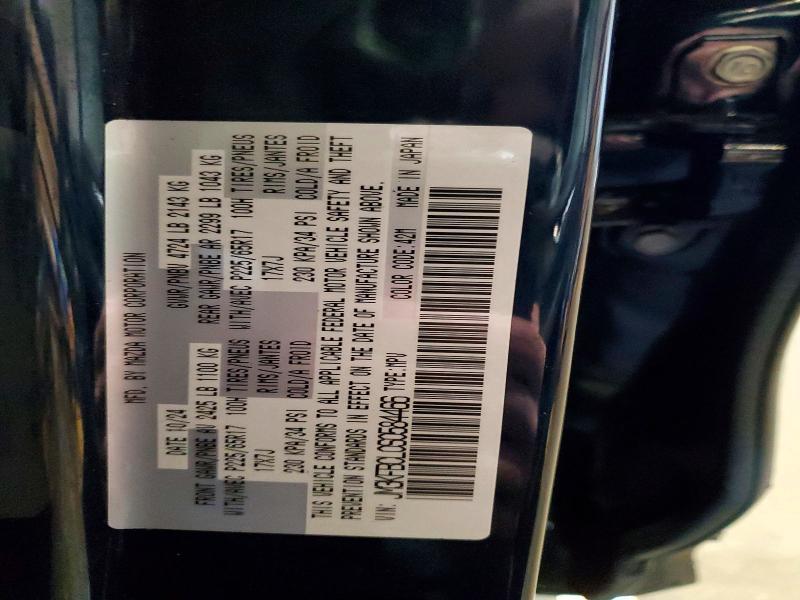 MFD. BY MAZDA MOTOR CORPORATION
DATE 10/24 GVWR/PNBV 4724 LB 2143 KG
FRONT GAWR/PNBE AV 2425 LB 1100 KG REAR GAWR/PNBE AR 2299 LB 1043 KG
WITH/AVEC P225/65R17 100H TIRES/PNEUS WITH/AVEC P225/65R17 100H TIRES/PNEUS
17X7J RIMS/JANTES 17X7J RIMS/JANTES
230 KPA/34 PSI COLD/A FROID 230 KPA/34 PSI COLD/A FROID
THIS VEHICLE CONFORMS TO ALL APPLICABLE FEDERAL MOTOR VEHICLE SAFETY AND THEFT
PREVENTION STANDARDS IN EFFECT ON THE DATE OF MANUFACTURE SHOWN ABOVE.
VIN: TYPE:MPV COLOR CODE:42M MADE IN JAPAN